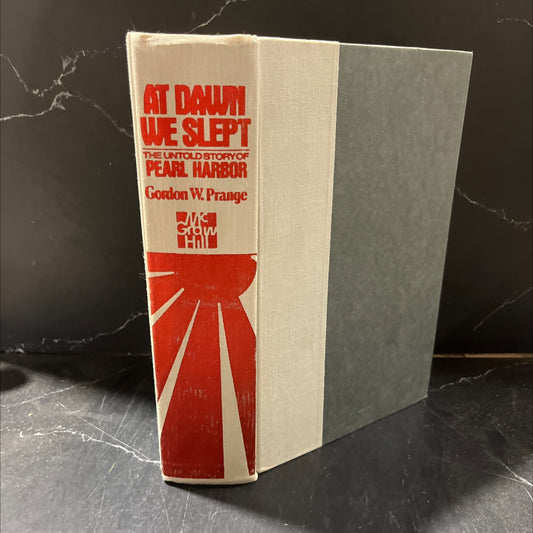 AT DAWN
WE SLEPT
THE UNTOLD STORY OF
PEARL HARBOR
Gordon W. Prange
Mc
Graw
Hill